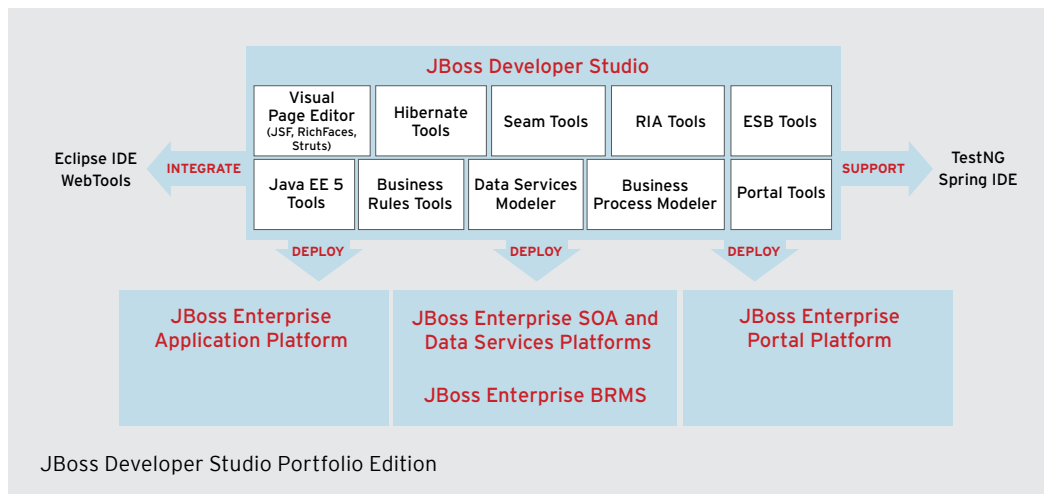 JBoss Developer Studio
Visual
Page Editor
(JSF, RichFaces,
Struts)
Hibernate
Tools
Seam Tools
RIA Tools
ESB Tools
Java EE 5
Tools
Business
Rules Tools
Data Services
Modeler
Business
Process Modeler
Portal Tools
Eclipse IDE
WebTools
INTEGRATE
SUPPORT
TestNG
Spring IDE
DEPLOY
DEPLOY
DEPLOY
JBoss Enterprise
Application Platform
JBoss Enterprise SOA and
Data Services Platforms
JBoss Enterprise BRMS
JBoss Enterprise
Portal Platform
JBoss Developer Studio Portfolio Edition